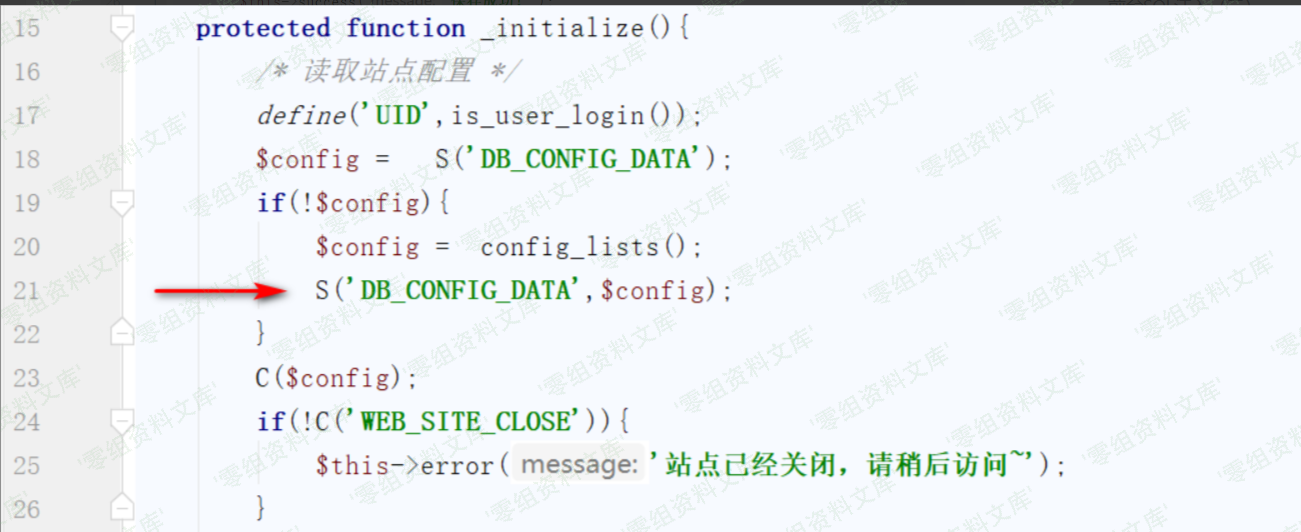 15 protected function _initialize(){
16 /* 读取站点配置 */
17 define('UID',is_user_login());
18 $config =   S('DB_CONFIG_DATA');
19 if(!$config){
20 $config =  config_lists();
21 S('DB_CONFIG_DATA',$config);
22 }
23 C($config);
24 if(!C('WEB_SITE_CLOSE')){
25 $this->error( message: '站点已经关闭，请稍后访问~');
26 }
'零组资料文库'